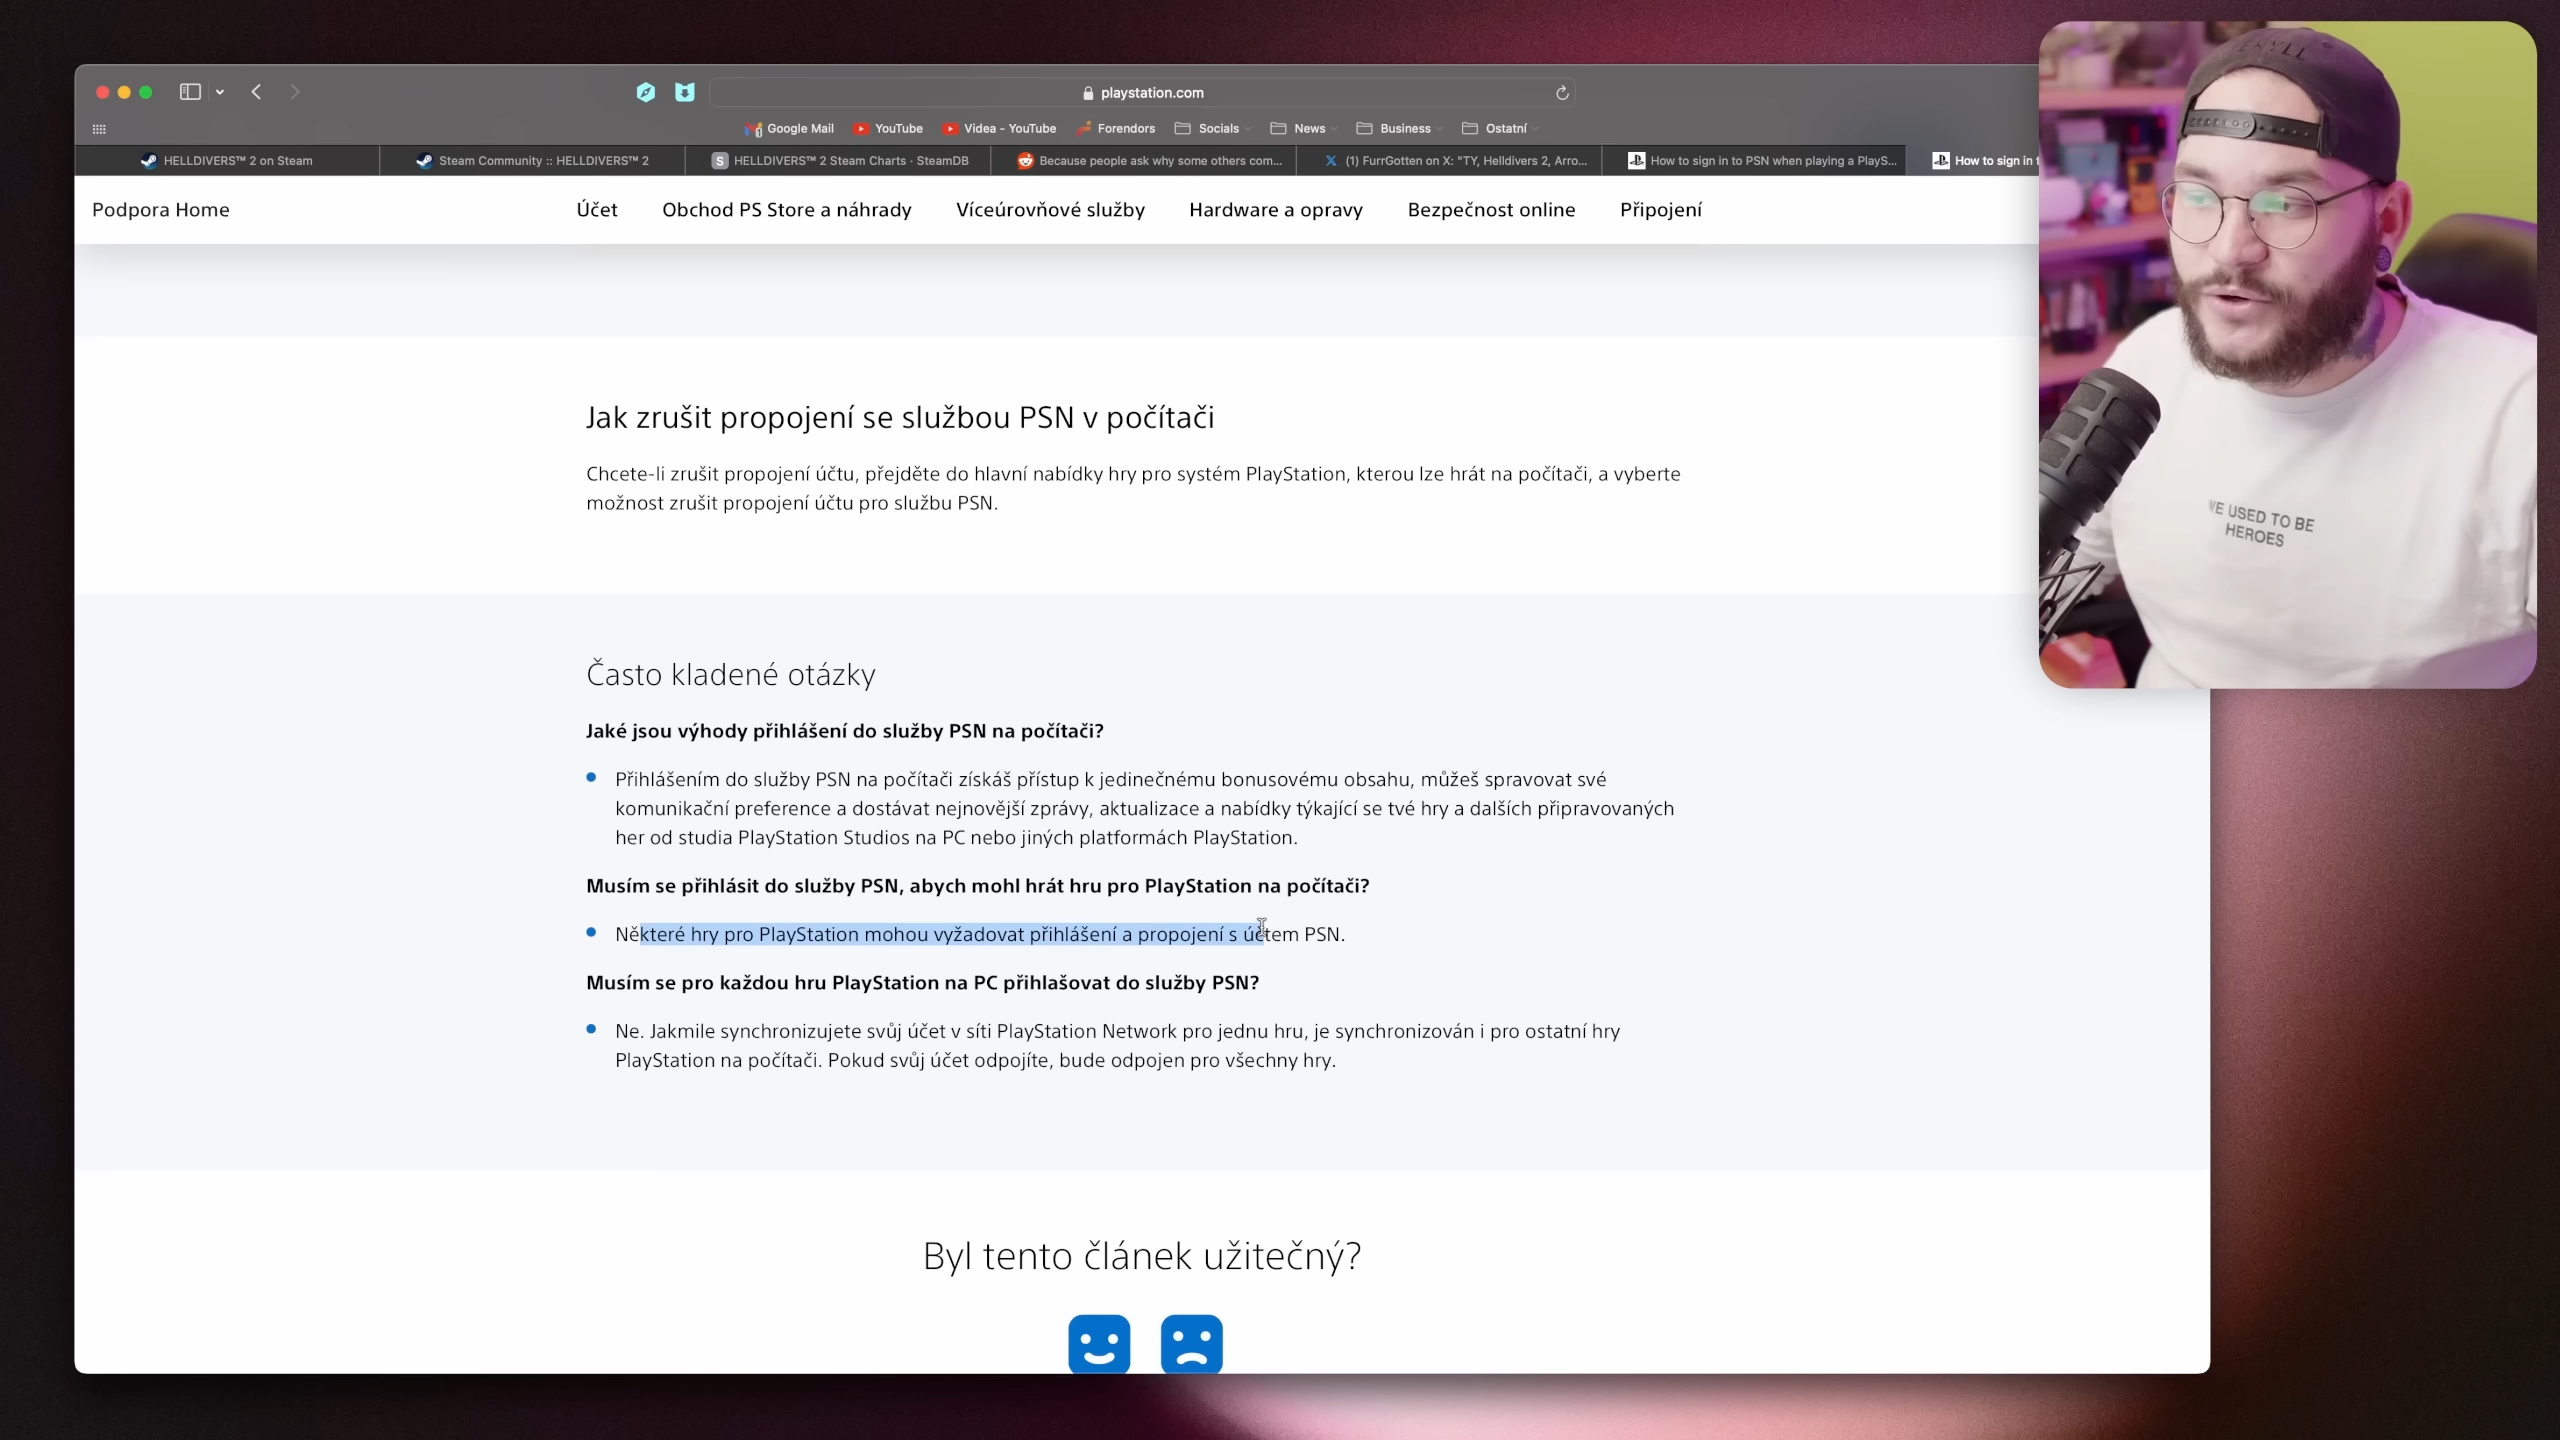 playstation.com
Google Mail
YouTube
Videa - YouTube
Forendors
Socials
News
Business
Ostatní
HELLDIVERS™ 2 on Steam
Steam Community :: HELLDIVERS™ 2
S HELLDIVERS™ 2 Steam Charts · SteamDB
Because people ask why some others com...
(1) FurrGotten on X: "TY, Helldivers 2, Arro...
How to sign in to PSN when playing a PlayS...
How to sign in
Podpora Home
Účet
Obchod PS Store a náhrady
Víceúrovňové služby
Hardware a opravy
Bezpečnost online
Připojení
Jak zrušit propojení se službou PSN v počítači
Chcete-li zrušit propojení účtu, přejděte do hlavní nabídky hry pro systém PlayStation, kterou lze hrát na počítači, a vyberte
možnost zrušit propojení účtu pro službu PSN.
Často kladené otázky
Jaké jsou výhody přihlášení do služby PSN na počítači?
Přihlášením do služby PSN na počítači získáš přístup k jedinečnému bonusovému obsahu, můžeš spravovat své
komunikační preference a dostávat nejnovější zprávy, aktualizace a nabídky týkající se tvé hry a dalších připravovaných
her od studia PlayStation Studios na PC nebo jiných platformách PlayStation.
Musím se přihlásit do služby PSN, abych mohl hrát hru pro PlayStation na počítači?
Některé hry pro PlayStation mohou vyžadovat přihlášení a propojení s účtem PSN.
Musím se pro každou hru PlayStation na PC přihlašovat do služby PSN?
Ne. Jakmile synchronizujete svůj účet v síti PlayStation Network pro jednu hru, je synchronizován i pro ostatní hry
PlayStation na počítači. Pokud svůj účet odpojíte, bude odpojen pro všechny hry.
Byl tento článek užitečný?
WE USED TO BE
HEROES